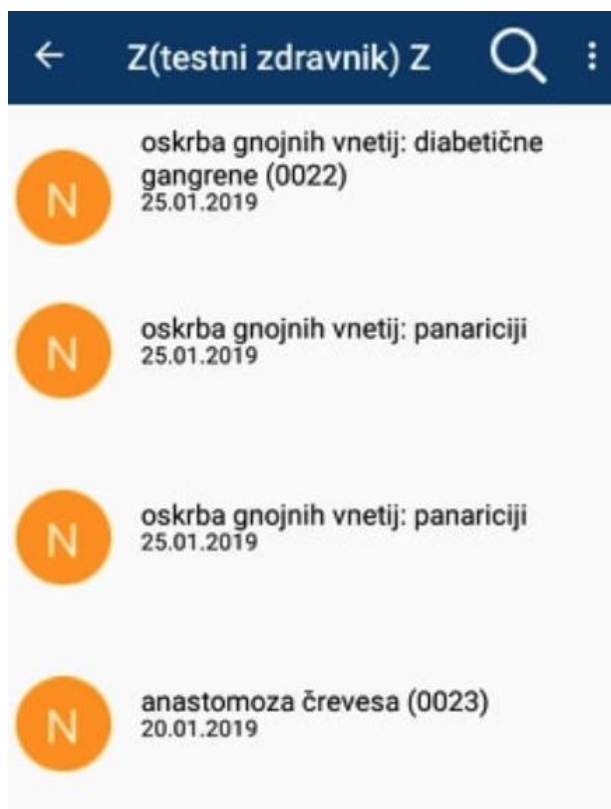 Z(testni zdravnik) Z
oskrba gnojnih vnetij: diabetične
gangrene (0022)
25.01.2019
N
oskrba gnojnih vnetij: panariciji
25.01.2019
N
oskrba gnojnih vnetij: panariciji
25.01.2019
N
anastomoza črevesa (0023)
20.01.2019
N